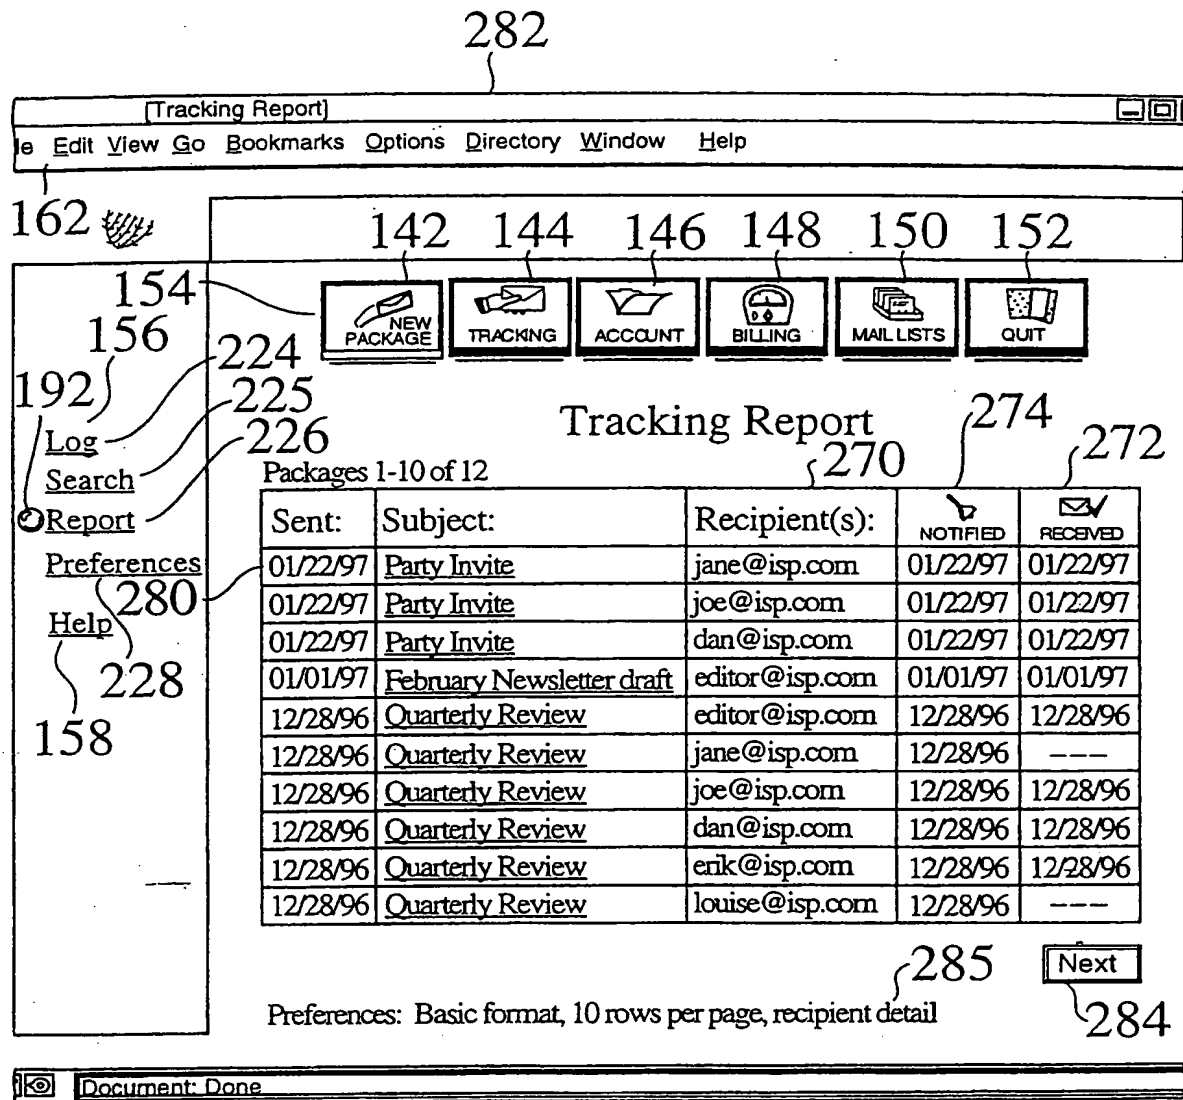 282
[Tracking Report]
le Edit View Go Bookmarks Options Directory Window Help
162 142 144 146 148 150 152
154
NEW PACKAGE TRACKING ACCOUNT BILLING MAIL LISTS QUIT
156
224
192 225
Tracking Report 274
Log 226 272
Search Packages 1-10 of 12 270
Report Sent: Subject: Recipient(s): NOTIFIED RECEIVED
Preferences 01/22/97 Party Invite jane@isp.com 01/22/97 01/22/97
280 01/22/97 Party Invite joe@isp.com 01/22/97 01/22/97
Help 01/22/97 Party Invite dan@isp.com 01/22/97 01/22/97
228 01/01/97 February Newsletter draft editor@isp.com 01/01/97 01/01/97
158 12/28/96 Quarterly Review editor@isp.com 12/28/96 12/28/96
12/28/96 Quarterly Review jane@isp.com 12/28/96 ---
12/28/96 Quarterly Review joe@isp.com 12/28/96 12/28/96
12/28/96 Quarterly Review dan@isp.com 12/28/96 12/28/96
12/28/96 Quarterly Review erik@isp.com 12/28/96 12/28/96
12/28/96 Quarterly Review louise@isp.com 12/28/96 ---
285 Next
Preferences: Basic format, 10 rows per page, recipient detail 284
Document: Done